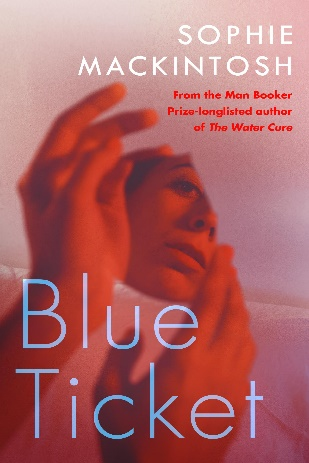 SOPHIE
MACKINTOSH
From the Man Booker
Prize-longlisted author
of The Water Cure
Blue
Ticket